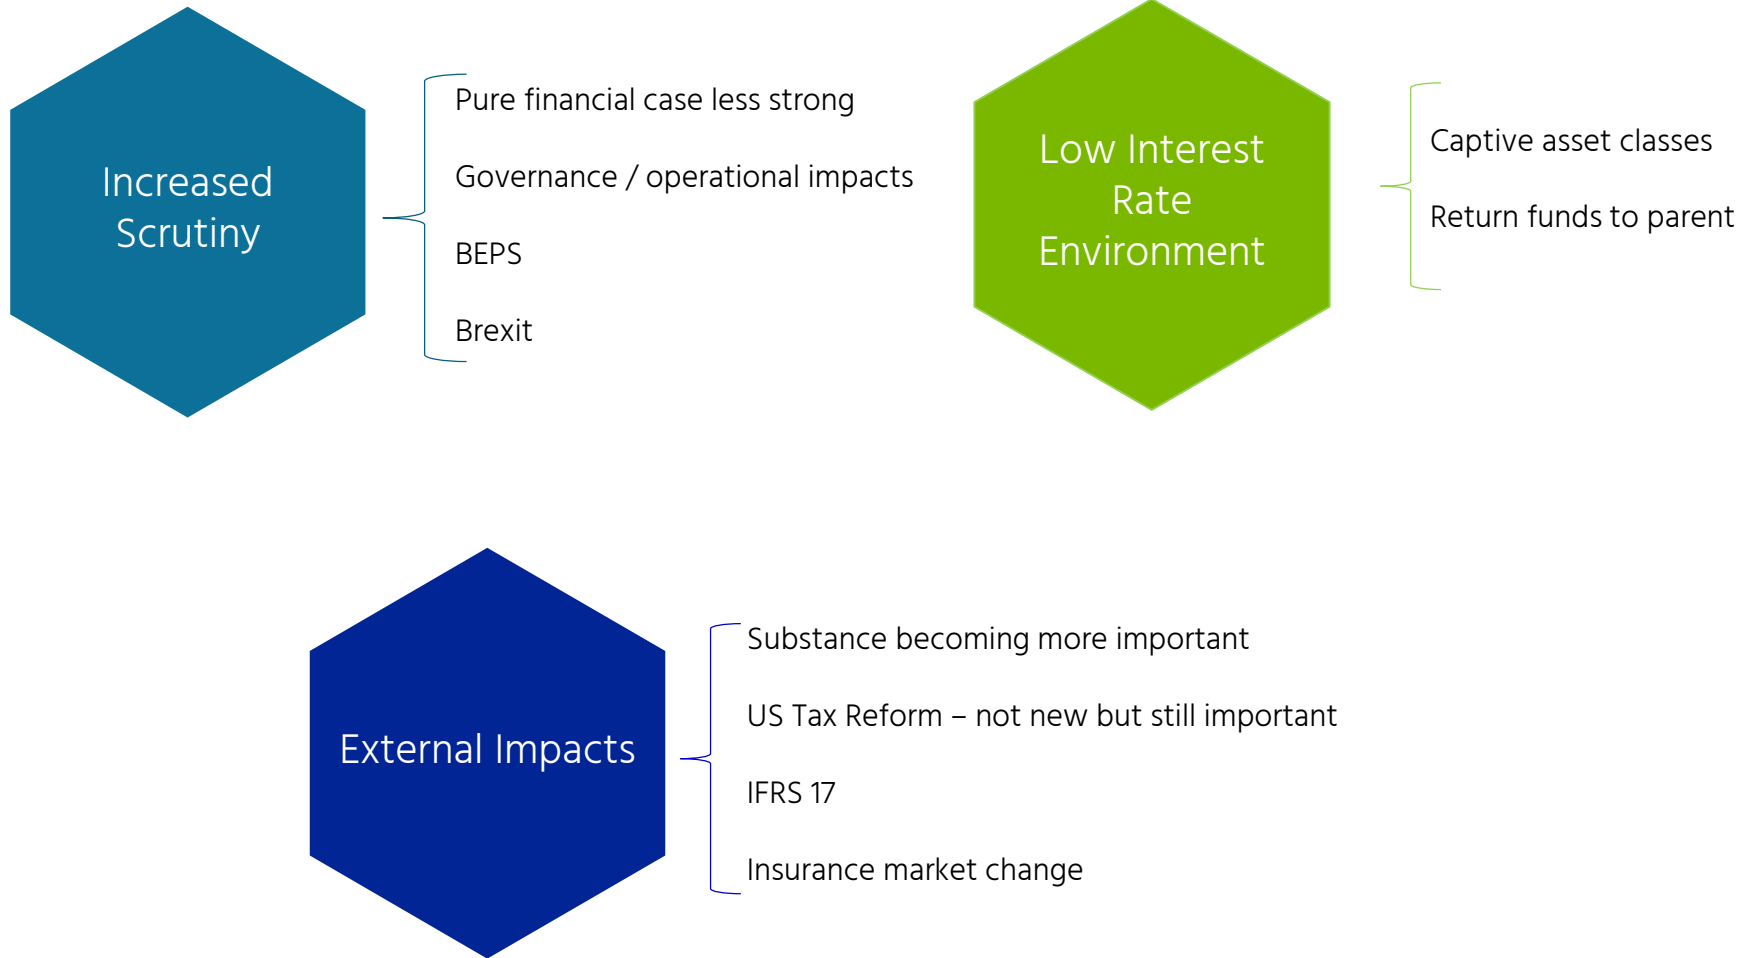 Increased
Scrutiny
Pure financial case less strong
Governance / operational impacts
BEPS
Brexit
Low Interest
Rate
Environment
Captive asset classes
Return funds to parent
External Impacts
Substance becoming more important
US Tax Reform – not new but still important
IFRS 17
Insurance market change